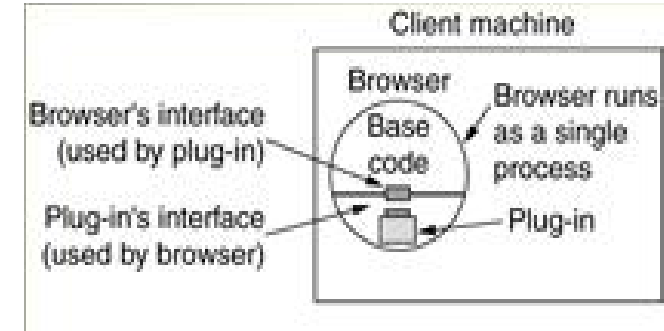 Client machine
Browser
Browser's interface
(used by plug-in)
Base
code
Browser runs
as a single
process
Plug-in's interface
(used by browser)
Plug-in